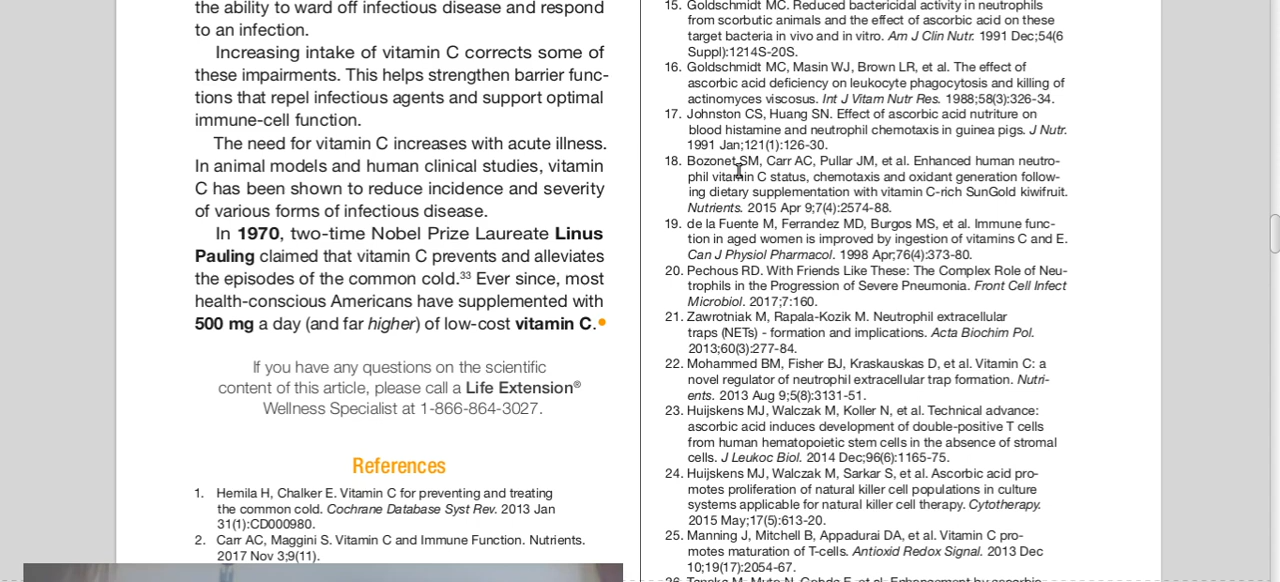 the ability to ward off infectious disease and respond
to an infection.
Increasing intake of vitamin C corrects some of
these impairments. This helps strengthen barrier func-
tions that repel infectious agents and support optimal
immune-cell function.
The need for vitamin C increases with acute illness.
In animal models and human clinical studies, vitamin
C has been shown to reduce incidence and severity
of various forms of infectious disease.
In 1970, two-time Nobel Prize Laureate Linus
Pauling claimed that vitamin C prevents and alleviates
the episodes of the common cold.33 Ever since, most
health-conscious Americans have supplemented with
500 mg a day (and far higher) of low-cost vitamin C.
If you have any questions on the scientific
content of this article, please call a Life Extension®
Wellness Specialist at 1-866-864-3027.
References
1. Hemila H, Chalker E. Vitamin C for preventing and treating
the common cold. Cochrane Database Syst Rev. 2013 Jan
31(1):CD000980.
2. Carr AC, Maggini S. Vitamin C and Immune Function. Nutrients.
2017 Nov 3;9(11).
15. Goldschmidt MC. Reduced bactericidal activity in neutrophils
from scorbutic animals and the effect of ascorbic acid on these
target bacteria in vivo and in vitro. Am J Clin Nutr. 1991 Dec;54(6
Suppl):1214S-20S.
16. Goldschmidt MC, Masin WJ, Brown LR, et al. The effect of
ascorbic acid deficiency on leukocyte phagocytosis and killing of
actinomyces viscosus. Int J Vitam Nutr Res. 1988;58(3):326-34.
17. Johnston CS, Huang SN. Effect of ascorbic acid nutriture on
blood histamine and neutrophil chemotaxis in guinea pigs. J Nutr.
1991 Jan;121(1):126-30.
18. Bozonet SM, Carr AC, Pullar JM, et al. Enhanced human neutro-
phil vitamin C status, chemotaxis and oxidant generation follow-
ing dietary supplementation with vitamin C-rich SunGold kiwifruit.
Nutrients. 2015 Apr 9;7(4):2574-88.
19. de la Fuente M, Ferrandez MD, Burgos MS, et al. Immune func-
tion in aged women is improved by ingestion of vitamins C and E.
Can J Physiol Pharmacol. 1998 Apr;76(4):373-80.
20. Pechous RD. With Friends Like These: The Complex Role of Neu-
trophils in the Progression of Severe Pneumonia. Front Cell Infect
Microbiol. 2017;7:160.
21. Zawrotniak M, Rapala-Kozik M. Neutrophil extracellular
traps (NETs) - formation and implications. Acta Biochim Pol.
2013;60(3):277-84.
22. Mohammed BM, Fisher BJ, Kraskauskas D, et al. Vitamin C: a
novel regulator of neutrophil extracellular trap formation. Nutri-
ents. 2013 Aug 9;5(8):3131-51.
23. Huijskens MJ, Walczak M, Koller N, et al. Technical advance:
ascorbic acid induces development of double-positive T cells
from human hematopoietic stem cells in the absence of stromal
cells. J Leukoc Biol. 2014 Dec;96(6):1165-75.
24. Huijskens MJ, Walczak M, Sarkar S, et al. Ascorbic acid pro-
motes proliferation of natural killer cell populations in culture
systems applicable for natural killer cell therapy. Cytotherapy.
2015 May;17(5):613-20.
25. Manning J, Mitchell B, Appadurai DA, et al. Vitamin C pro-
motes maturation of T-cells. Antioxid Redox Signal. 2013 Dec
10;19(17):2054-67.